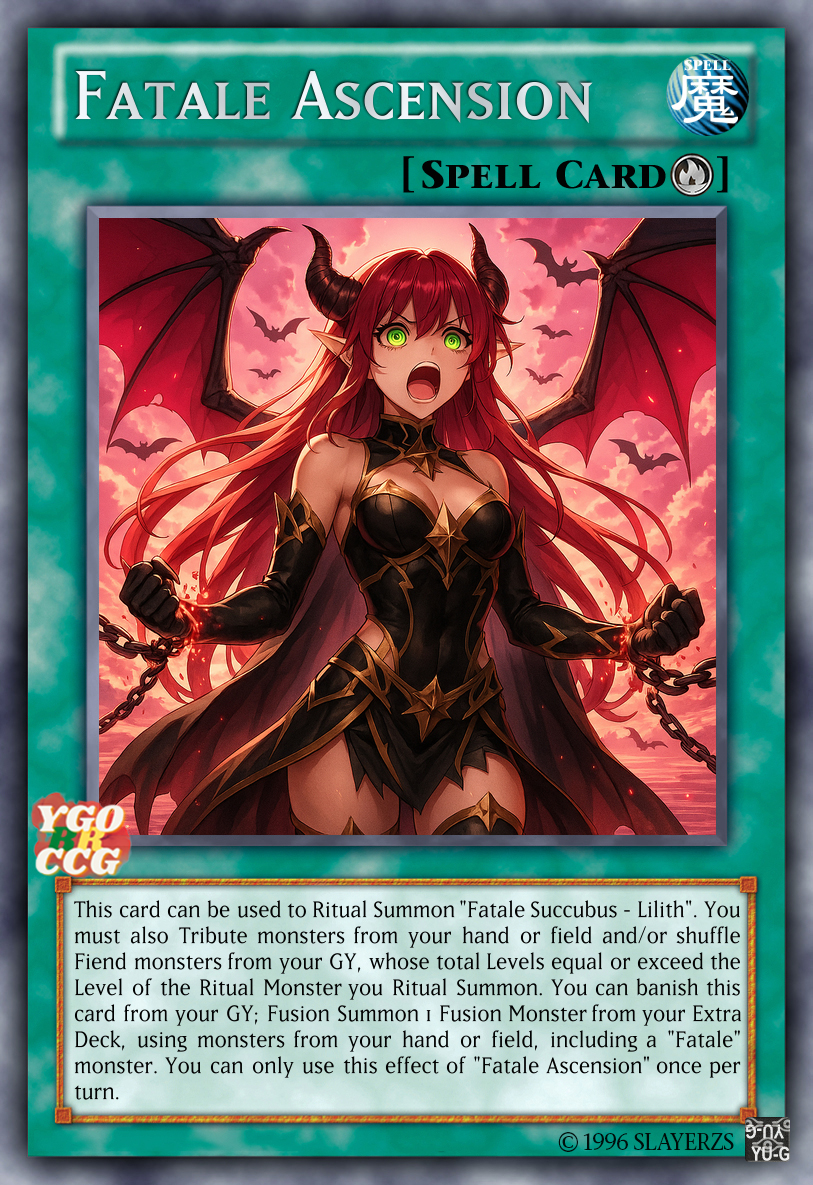 Fatale Ascension
SPELL
魔
[Spell Card]
YGO
CCG
This card can be used to Ritual Summon "Fatale Succubus - Lilith". You
must also Tribute monsters from your hand or field and/or shuffle
Fiend monsters from your GY, whose total Levels equal or exceed the
Level of the Ritual Monster you Ritual Summon. You can banish this
card from your GY; Fusion Summon 1 Fusion Monster from your Extra
Deck, using monsters from your hand or field, including a "Fatale"
monster. You can only use this effect of "Fatale Ascension" once per
turn.
© 1996 SLAYERZS
YU-G